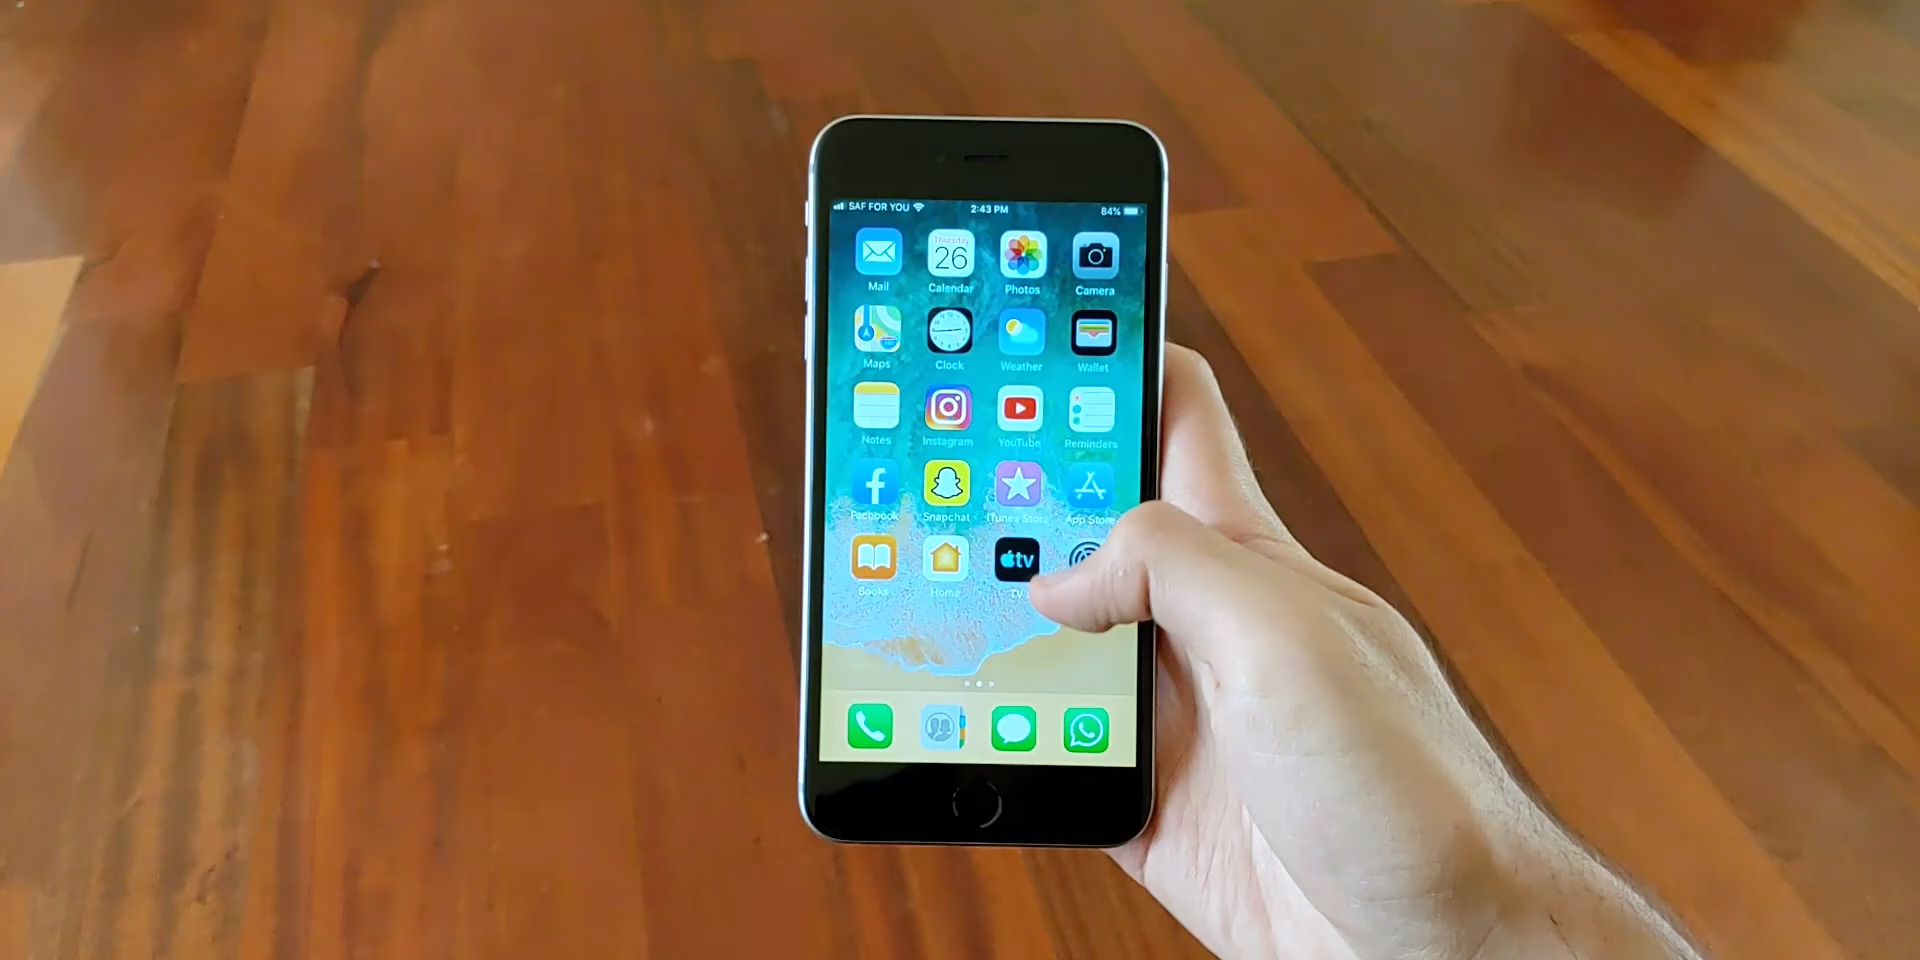 SAF FOR YOU 2:43 PM 84%
Thursday
26
Mail Calendar Photos Camera
Maps Clock Weather Wallet
Notes Instagram YouTube Reminders
Facebook Snapchat iTunes Store App Store
tv
Books Home TV